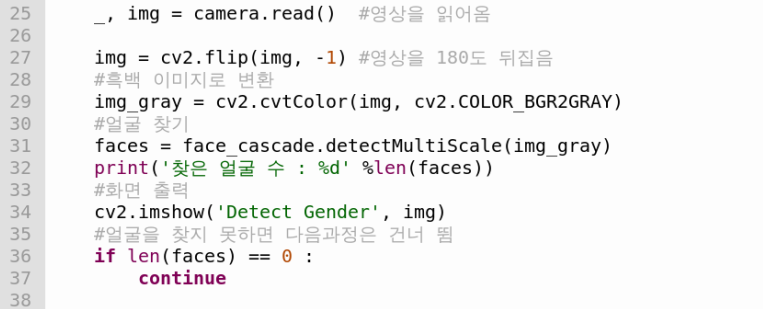 25 _, img = camera.read() #영상을 읽어옴
26
27 img = cv2.flip(img, -1) #영상을 180도 뒤집음
28 #흑백 이미지로 변환
29 img_gray = cv2.cvtColor(img, cv2.COLOR_BGR2GRAY)
30 #얼굴 찾기
31 faces = face_cascade.detectMultiScale(img_gray)
32 print('찾은 얼굴 수 : %d' %len(faces))
33 #화면 출력
34 cv2.imshow('Detect Gender', img)
35 #얼굴을 찾지 못하면 다음과정은 건너 뜀
36 if len(faces) == 0 :
37 continue
38